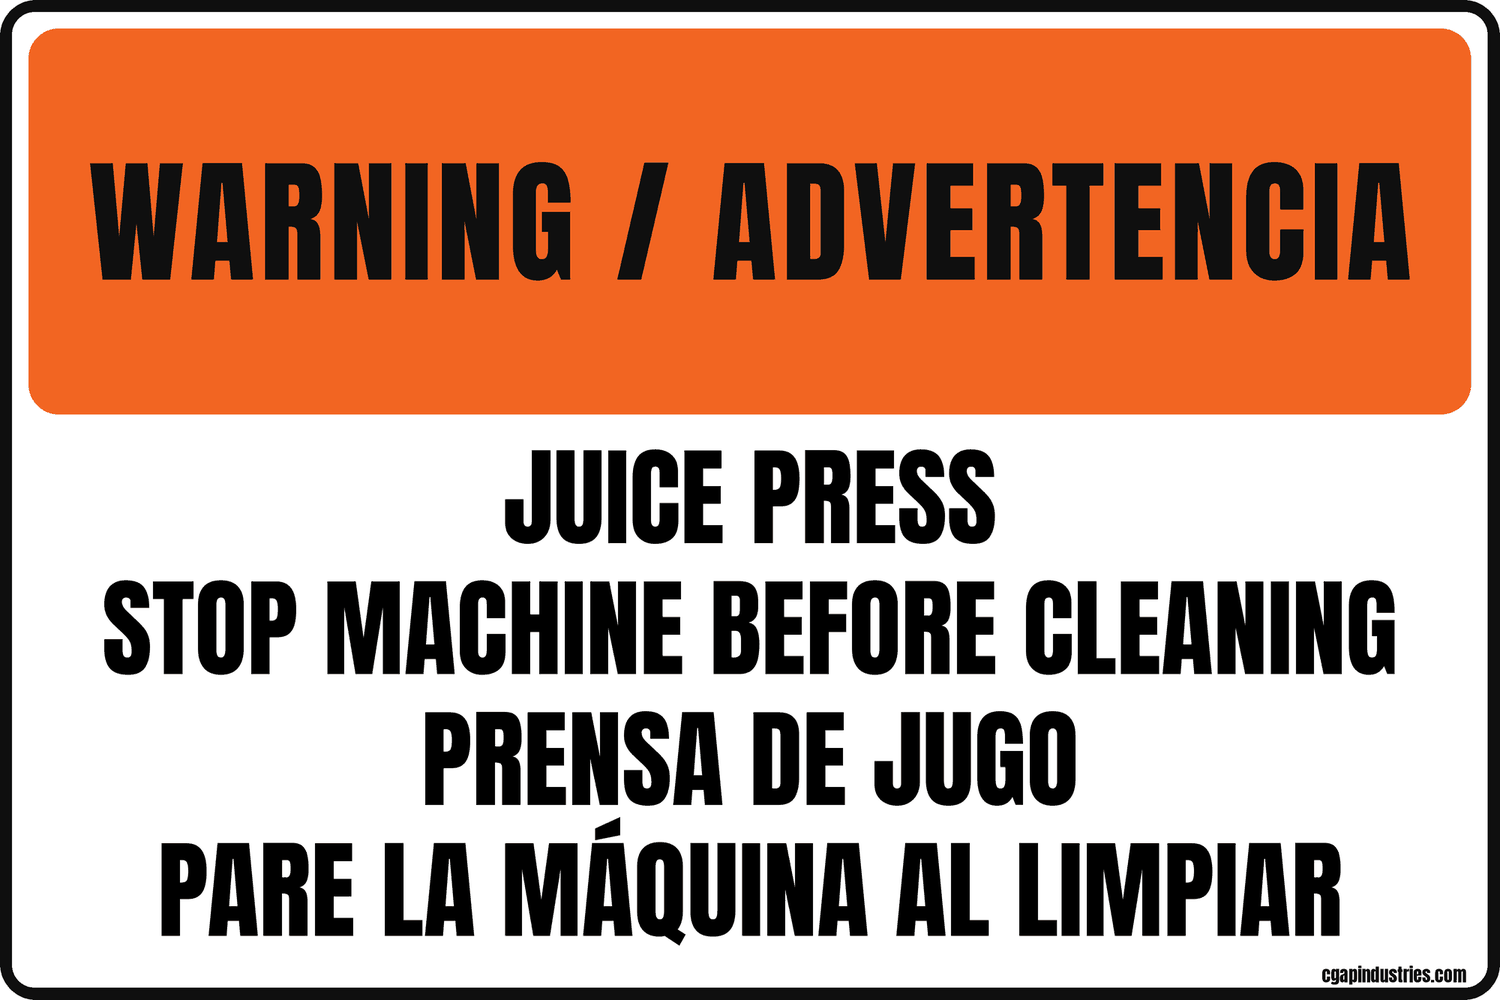 WARNING / ADVERTENCIA
JUICE PRESS
STOP MACHINE BEFORE CLEANING
PRENSA DE JUGO
PARE LA MÁQUINA AL LIMPIAR
cgapindustries.com